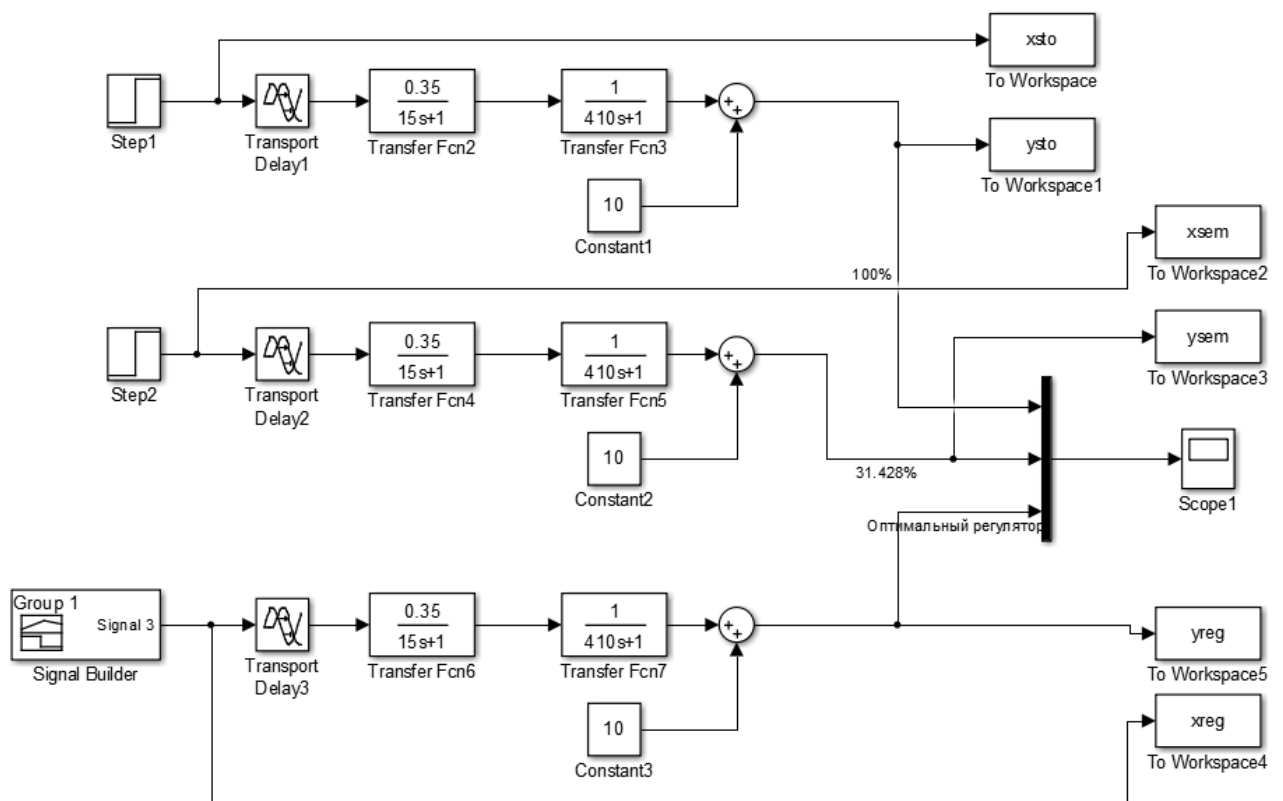 xsto
To Workspace
Step1
Transport
Delay1
0.35
15s+1
Transfer Fcn2
1
410s+1
Transfer Fcn3
+
+
ysto
To Workspace1
10
Constant1
xsem
To Workspace2
100%
Step2
Transport
Delay2
0.35
15s+1
Transfer Fcn4
1
410s+1
Transfer Fcn5
+
+
ysem
To Workspace3
10
Constant2
31.428%
Scope1
Оптимальный регулятор
Group 1
Signal 3
Signal Builder
Transport
Delay3
0.35
15s+1
Transfer Fcn6
1
410s+1
Transfer Fcn7
+
+
yreg
To Workspace5
10
Constant3
xreg
To Workspace4